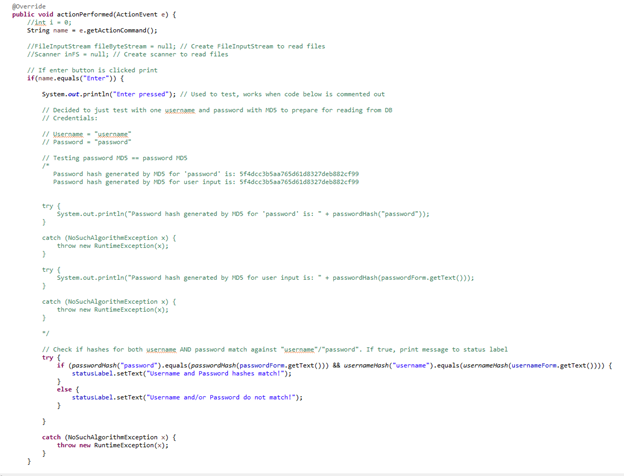 @Override
public void actionPerformed(ActionEvent e) {
//int i = 0;
String name = e.getActionCommand();
//FileInputStream fileByteStream = null; // Create FileInputStream to read files
//Scanner inFS = null; // Create scanner to read files
// If enter button is clicked print
if(name.equals("Enter")) {
System.out.println("Enter pressed"); // Used to test, works when code below is commented out
// Decided to just test with one username and password with MD5 to prepare for reading from DB
// Credentials:
// Username = "username"
// Password = "password"
// Testing password MD5 == password MD5
/*
Password hash generated by MD5 for 'password' is: 5f4dcc3b5aa765d61d8327deb882cf99
Password hash generated by MD5 for user input is: 5f4dcc3b5aa765d61d8327deb882cf99
try {
System.out.println("Password hash generated by MD5 for 'password' is: " + passwordHash("password"));
}
catch (NoSuchAlgorithmException x) {
throw new RuntimeException(x);
}
try {
System.out.println("Password hash generated by MD5 for user input is: " + passwordHash(passwordForm.getText()));
}
catch (NoSuchAlgorithmException x) {
throw new RuntimeException(x);
}
*/
// Check if hashes for both username AND password match against "username"/"password". If true, print message to status label
try {
if (passwordHash("password").equals(passwordHash(passwordForm.getText())) && usernameHash("username").equals(usernameHash(usernameForm.getText()))) {
statusLabel.setText("Username and Password hashes match!");
}
else {
statusLabel.setText("Username and/or Password do not match!");
}
}
catch (NoSuchAlgorithmException x) {
throw new RuntimeException(x);
}
}